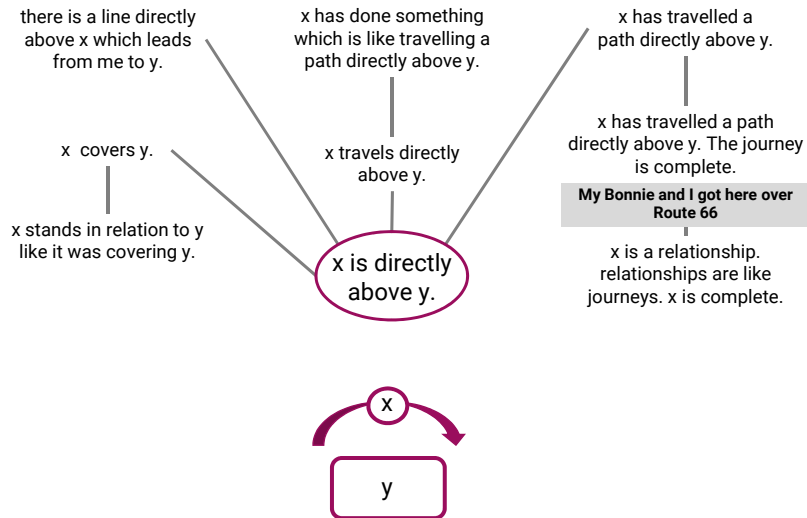 there is a line directly
above x which leads
from me to y.
x has done something
which is like travelling a
path directly above y.
x has travelled a
path directly above y.
x covers y.
x travels directly
above y.
x has travelled a path
directly above y. The journey
is complete.
My Bonnie and I got here over
Route 66
x stands in relation to y
like it was covering y.
x is directly
above y.
x is a relationship.
relationships are like
journeys. x is complete.
x
y